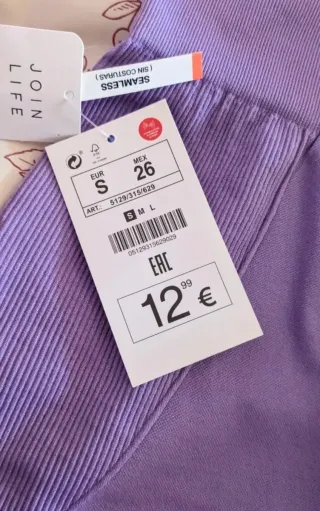 JOIN
LIFE
SEAMLESS
( SIN COSTURAS )
EUR
S
MEX
26
ART.: 5129/315/629
S M L
05129315629029
EAC
12 99 €